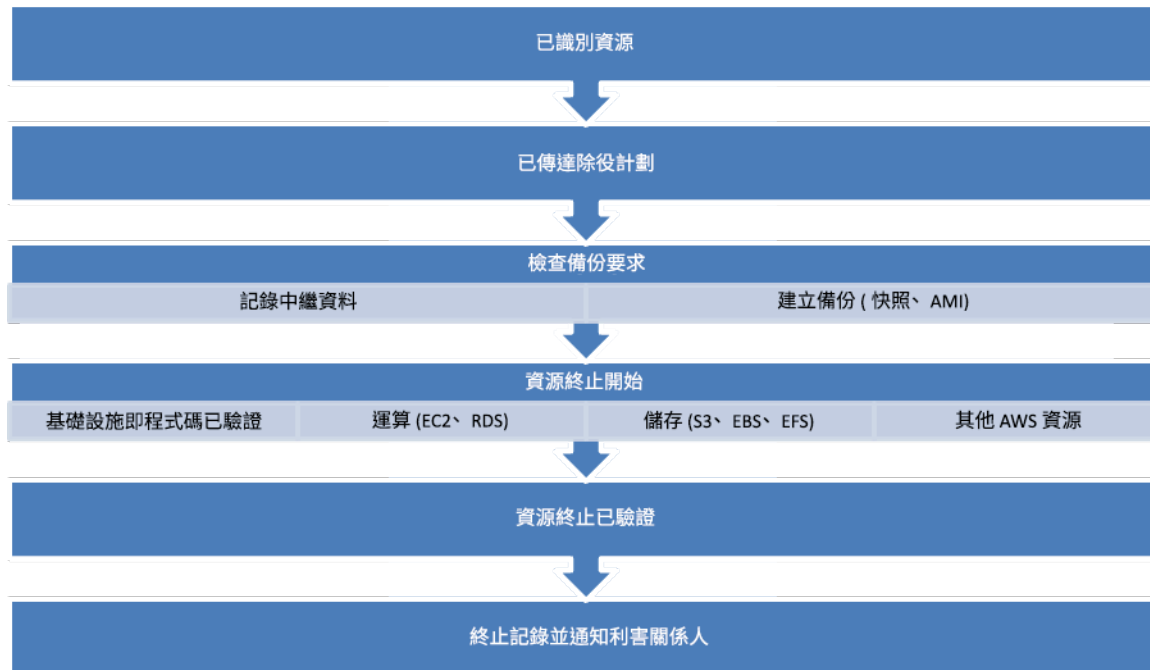 已識別資源
已傳達除役計劃
檢查備份要求
記錄中繼資料
建立備份 ( 快照、 AMI)
資源終止開始
基礎設施即程式碼已驗證
運算 (EC2、 RDS)
儲存 (S3、 EBS、 EFS)
其他 AWS 資源
資源終止已驗證
終止記錄並通知利害關係人